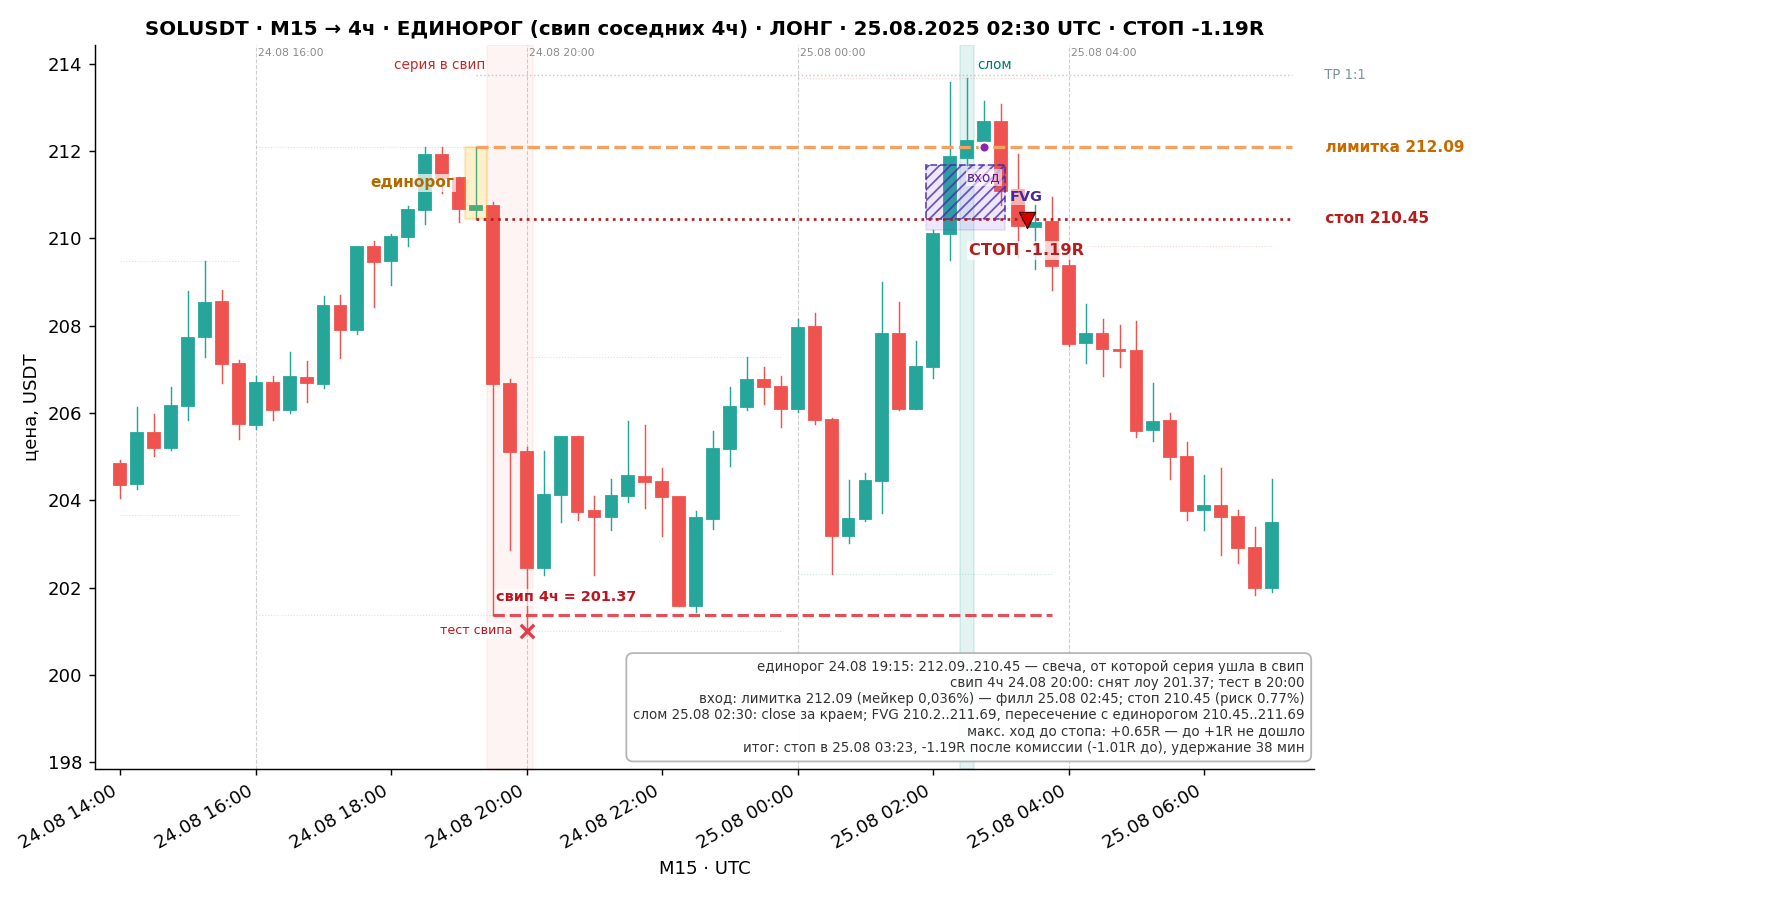 SOLUSDT · M15 → 4ч · ЕДИНОРОГ (свип соседних 4ч) · ЛОНГ · 25.08.2025 02:30 UTC · СТОП -1.19R
24.08 16:00
24.08 20:00
25.08 00:00
25.08 04:00
серия в свип
слом
TP 1:1
лимитка 212.09
единорог
вход
FVG
стоп 210.45
СТОП -1.19R
свип 4ч = 201.37
тест свипа
214
212
210
208
206
204
202
200
198
цена, USDT
единорог 24.08 19:15: 212.09..210.45 — свеча, от которой серия ушла в свип
свип 4ч 24.08 20:00: снят лоу 201.37; тест в 20:00
вход: лимитка 212.09 (мейкер 0,036%) — филл 25.08 02:45; стоп 210.45 (риск 0.77%)
слом 25.08 02:30: close за краем; FVG 210.2..211.69, пересечение с единорогом 210.45..211.69
макс. ход до стопа: +0.65R — до +1R не дошло
итог: стоп в 25.08 03:23, -1.19R после комиссии (-1.01R до), удержание 38 мин
24.08 14:00
24.08 16:00
24.08 18:00
24.08 20:00
24.08 22:00
25.08 00:00
25.08 02:00
25.08 04:00
25.08 06:00
M15 · UTC